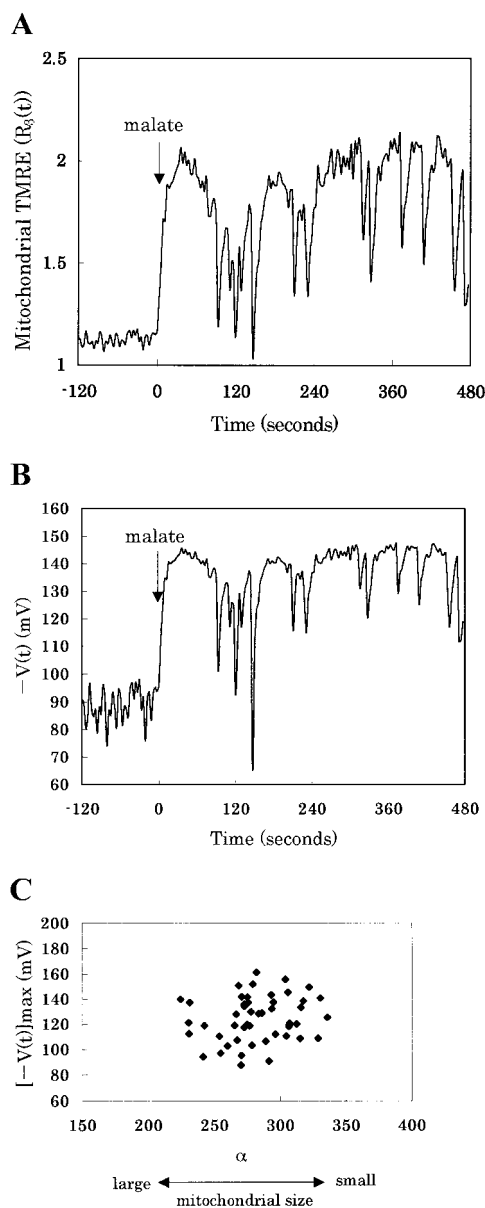 A
Mitochondrial TMRE (R3(t))
2.5
2
1.5
1
malate
-120 0 120 240 360 480
Time (seconds)
B
−V(t) (mV)
160
150
140
130
120
110
100
90
80
70
60
malate
-120 0 120 240 360 480
Time (seconds)
C
[−V(t)]max (mV)
200
180
160
140
120
100
80
60
150 200 250 300 350 400
α
large small
mitochondrial size